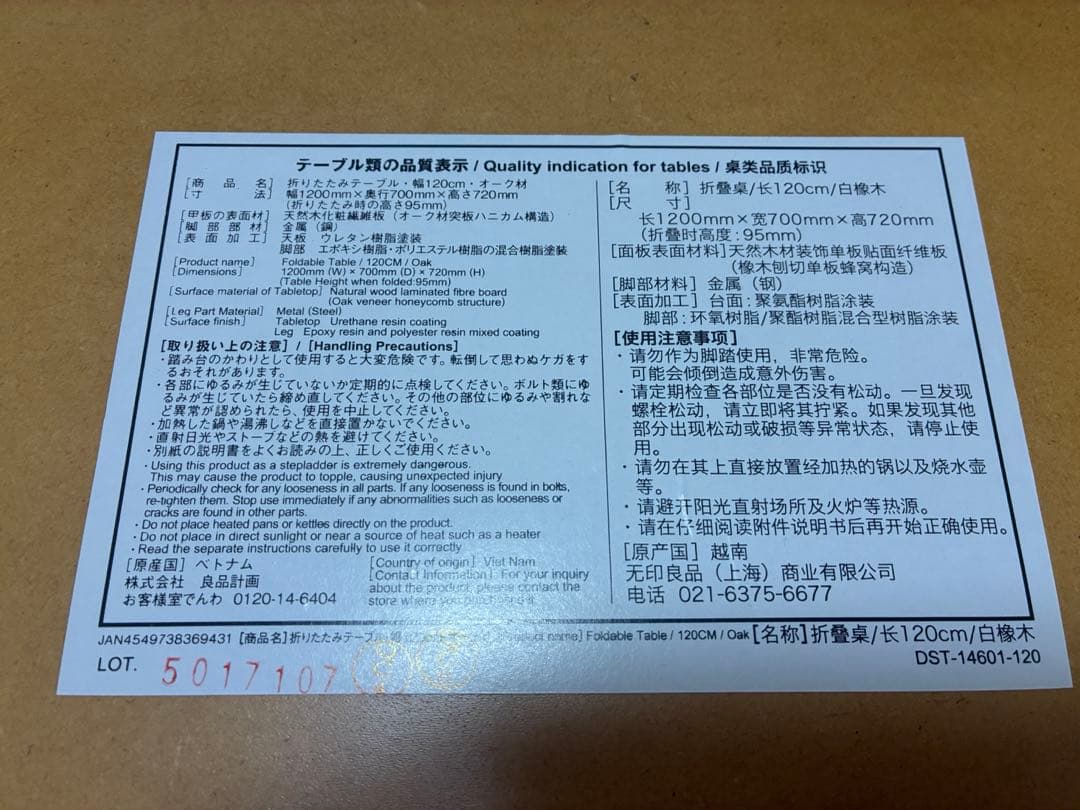 テーブル類の品質表示 / Quality indication for tables / 桌类品质标识
[商品名] 折りたたみテーブル・幅120cm・オーク材
[寸法] 幅1200mm×奥行700mm×高さ720mm
(折りたたみ時の高さ95mm)
[甲板の表面材] 天然木化粧繊維板（オーク材突板ハニカム構造）
[脚部部材] 金属（鋼）
[表面加工] 天板 ウレタン樹脂塗装
脚部 エポキシ樹脂・ポリエステル樹脂の混合樹脂塗装
[Product name] Foldable Table / 120CM / Oak
[Dimensions] 1200mm (W) × 700mm (D) × 720mm (H)
(Table Height when folded:95mm)
[Surface material of Tabletop] Natural wood laminated fibre board
(Oak veneer honeycomb structure)
[Leg Part Material] Metal (Steel)
[Surface finish] Tabletop Urethane resin coating
Leg Epoxy resin and polyester resin mixed coating
[取り扱い上の注意] / [Handling Precautions]
・踏み台のかわりとして使用すると大変危険です。転倒して思わぬケガをす
るおそれがあります。
・各部にゆるみが生じていないか定期的に点検してください。ボルト類にゆ
るみが生じていたら締め直してください。その他の部位にゆるみや割れな
ど異常が認められたら、使用を中止してください。
・加熱した鍋や湯沸しなどを直接置かないでください。
・直射日光やストーブなどの熱を避けてください。
・別紙の説明書をよくお読みの上、正しくご使用ください。
・Using this product as a stepladder is extremely dangerous.
This may cause the product to topple, causing unexpected injury
・Periodically check for any looseness in all parts. If any looseness is found in bolts,
re-tighten them. Stop use immediately if any abnormalities such as looseness or
cracks are found in other parts.
・Do not place heated pans or kettles directly on the product.
・Do not place in direct sunlight or near a source of heat such as a heater
・Read the separate instructions carefully to use it correctly
[原産国] ベトナム
株式会社 良品計画
お客様室でんわ 0120-14-6404
[Country of origin] Viet Nam
[Contact Information] For your inquiry
about the product, please contact the
store where you purchased it.
[名称] 折叠桌/长120cm/白橡木
[尺寸]
长1200mm×宽700mm×高720mm
(折叠时高度:95mm)
[面板表面材料] 天然木材装饰单板贴面纤维板
(橡木刨切单板蜂窝构造)
[脚部材料] 金属（钢）
[表面加工] 台面:聚氨酯树脂涂装
脚部:环氧树脂/聚酯树脂混合型树脂涂装
[使用注意事项]
・请勿作为脚踏使用，非常危险。
可能会倾倒造成意外伤害。
・请定期检查各部位是否没有松动。一旦发现
螺栓松动，请立即将其拧紧。如果发现其他
部分出现松动或破损等异常状态，请停止使
用。
・请勿在其上直接放置经加热的锅以及烧水壶
等。
・请避开阳光直射场所及火炉等热源。
・请在仔细阅读附件说明书后再开始正确使用。
[原产国] 越南
无印良品（上海）商业有限公司
电话 021-6375-6677
JAN4549738369431 [商品名]折りたたみテーブル・幅 [Product name] Foldable Table / 120CM / Oak [名称]折叠桌/长120cm/白橡木
LOT. 5017107
DST-14601-120